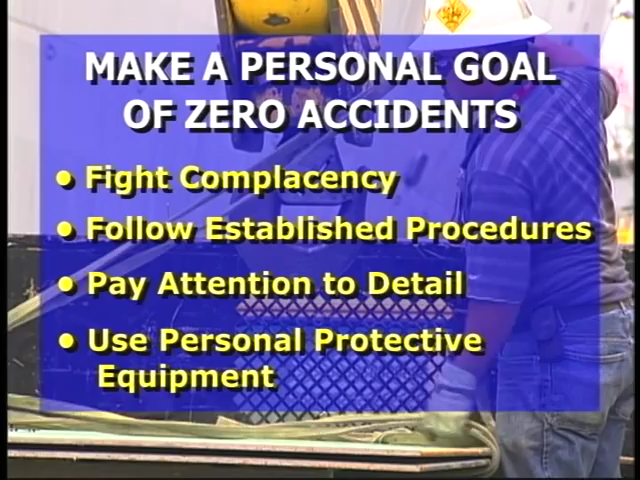 MAKE A PERSONAL GOAL
OF ZERO ACCIDENTS
• Fight Complacency
• Follow Established Procedures
• Pay Attention to Detail
• Use Personal Protective
Equipment